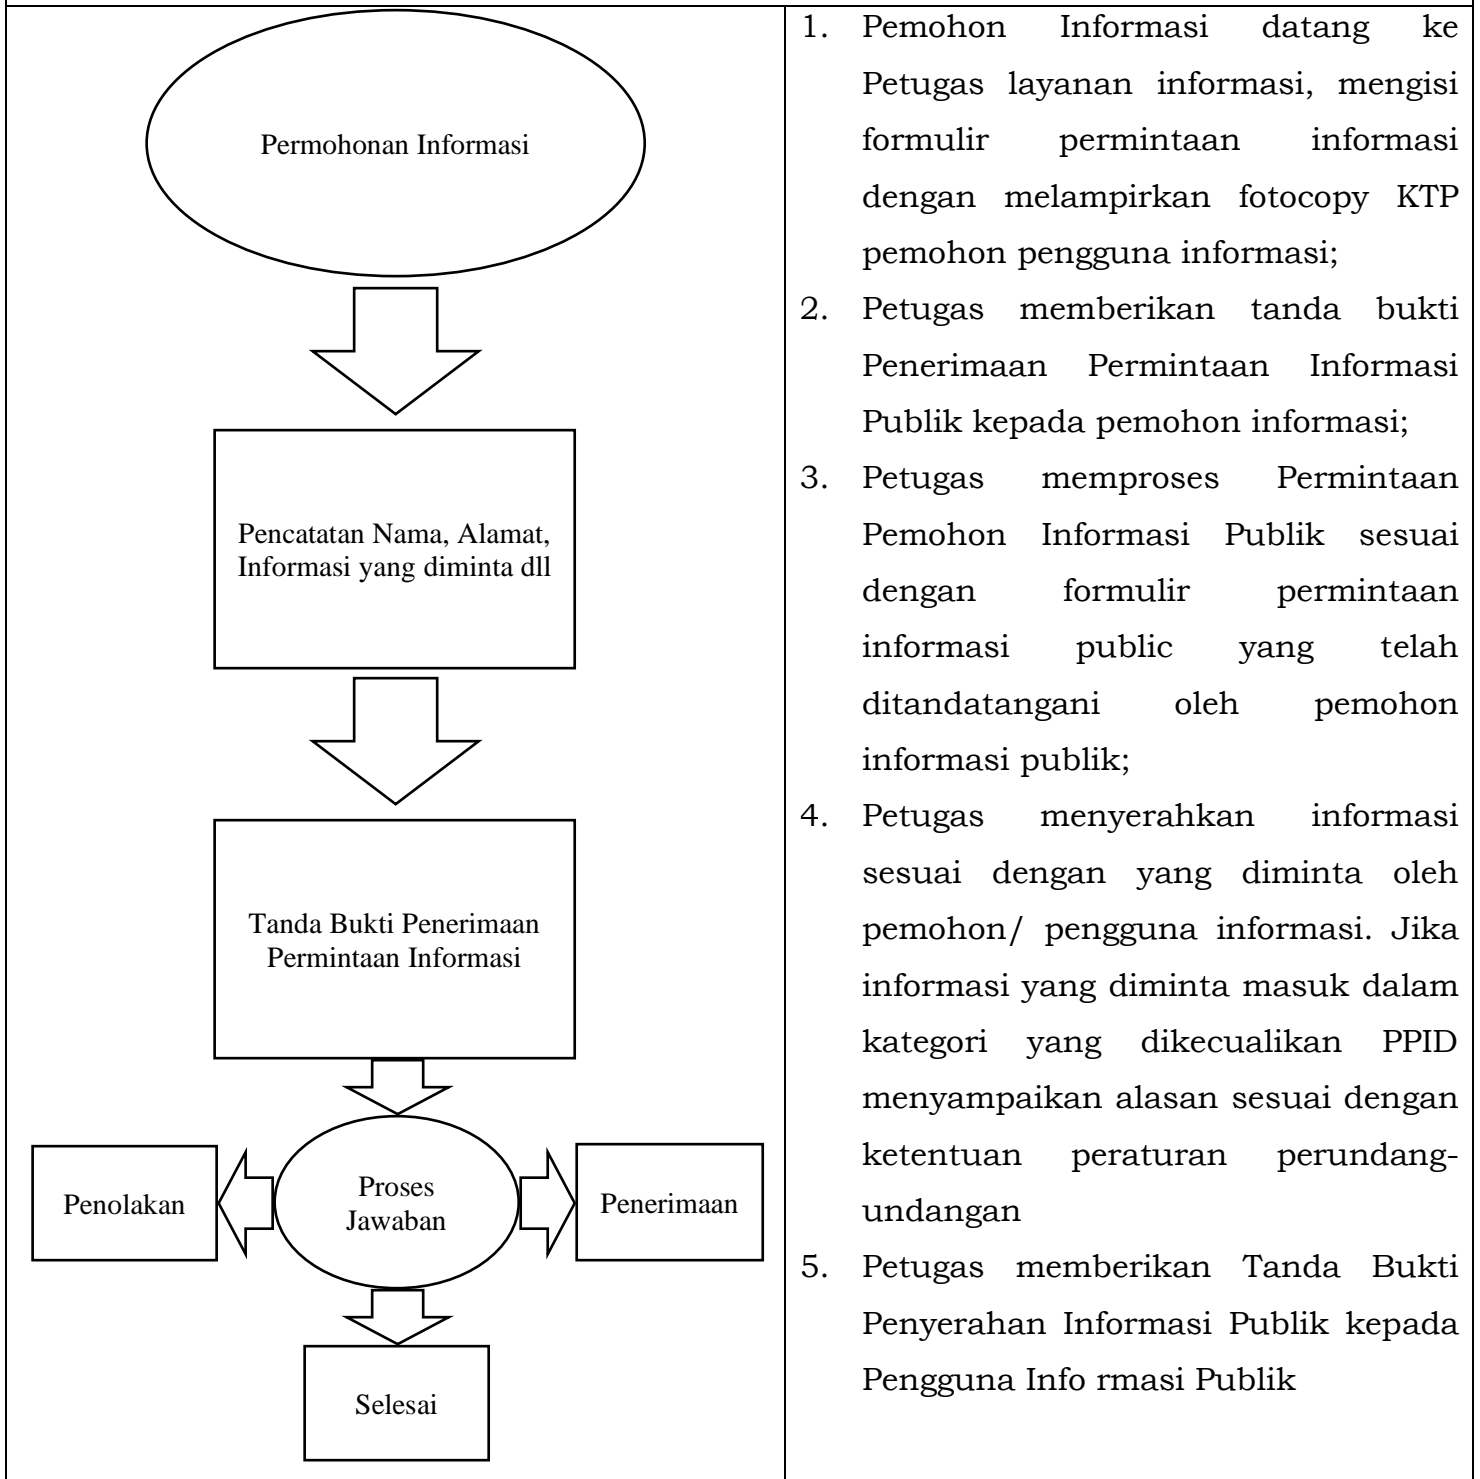 Permohonan Informasi
Pencatatan Nama, Alamat,
Informasi yang diminta dll
Tanda Bukti Penerimaan
Permintaan Informasi
Penolakan
Proses
Jawaban
Penerimaan
Selesai
1. Pemohon Informasi datang ke
Petugas layanan informasi, mengisi
formulir permintaan informasi
dengan melampirkan fotocopy KTP
pemohon pengguna informasi;
2. Petugas memberikan tanda bukti
Penerimaan Permintaan Informasi
Publik kepada pemohon informasi;
3. Petugas memproses Permintaan
Pemohon Informasi Publik sesuai
dengan formulir permintaan
informasi public yang telah
ditandatangani oleh pemohon
informasi publik;
4. Petugas menyerahkan informasi
sesuai dengan yang diminta oleh
pemohon/ pengguna informasi. Jika
informasi yang diminta masuk dalam
kategori yang dikecualikan PPID
menyampaikan alasan sesuai dengan
ketentuan peraturan perundang-
undangan
5. Petugas memberikan Tanda Bukti
Penyerahan Informasi Publik kepada
Pengguna Info rmasi Publik